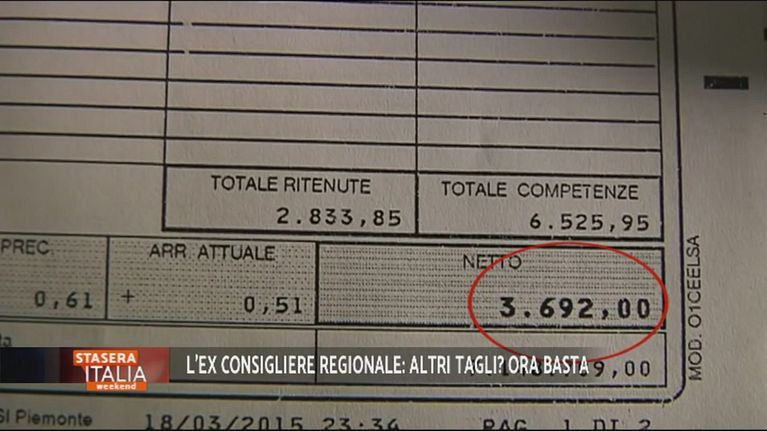 TOTALE RITENUTE
TOTALE COMPETENZE
2.833,85
6.525,95
PREC.
ARR. ATTUALE
NETTO
0,61
+
0,51
3.692,00
MOD. O1CEELSA
STASERA
ITALIA
weekend
L'EX CONSIGLIERE REGIONALE: ALTRI TAGLI? ORA BASTA
9,00
SI Piemonte
18/03/2015 23:34
PAG. 1 DI 2